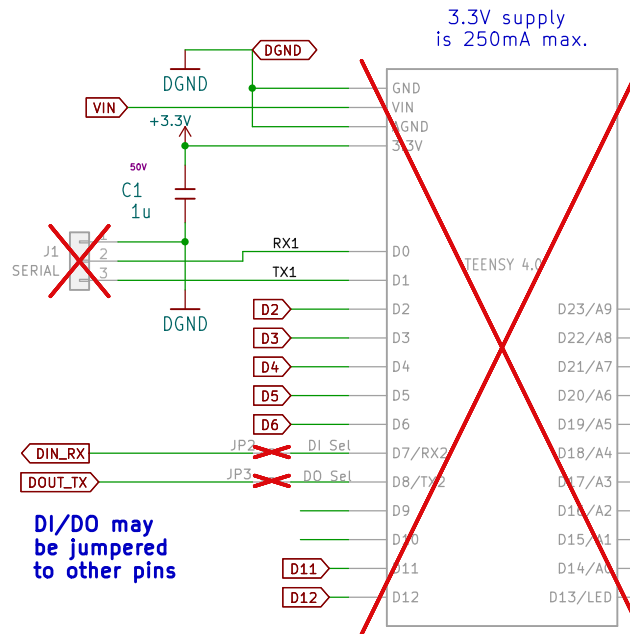 3.3V supply
is 250mA max.
DGND
DGND
GND
VIN
VIN
+3.3V
AGND
3.3V
50V
C1
1u
J1
SERIAL
1
2
3
RX1
D0
TEENSY 4.0
TX1
D1
DGND
D2
D2
D23/A9
D3
D3
D22/A8
D4
D4
D21/A7
D5
D5
D20/A6
D6
D6
D19/A5
DIN_RX
JP2
DI Sel
D7/RX2
D18/A4
DOUT_TX
JP3
DO Sel
D8/TX2
D17/A3
D9
D16/A2
D10
D15/A1
DI/DO may
be jumpered
to other pins
D11
D11
D14/A0
D12
D12
D13/LED